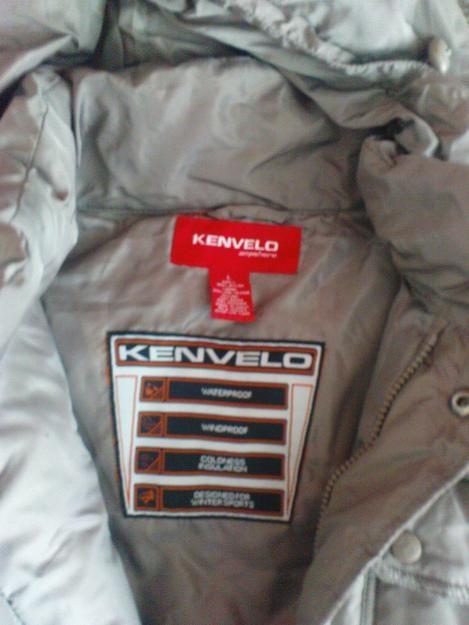 KENVELO
anywhere
L
KENVELO
WATERPROOF
WINDPROOF
COLDNESS
INSULATION
DESIGNED FOR
WINTER SPORTS